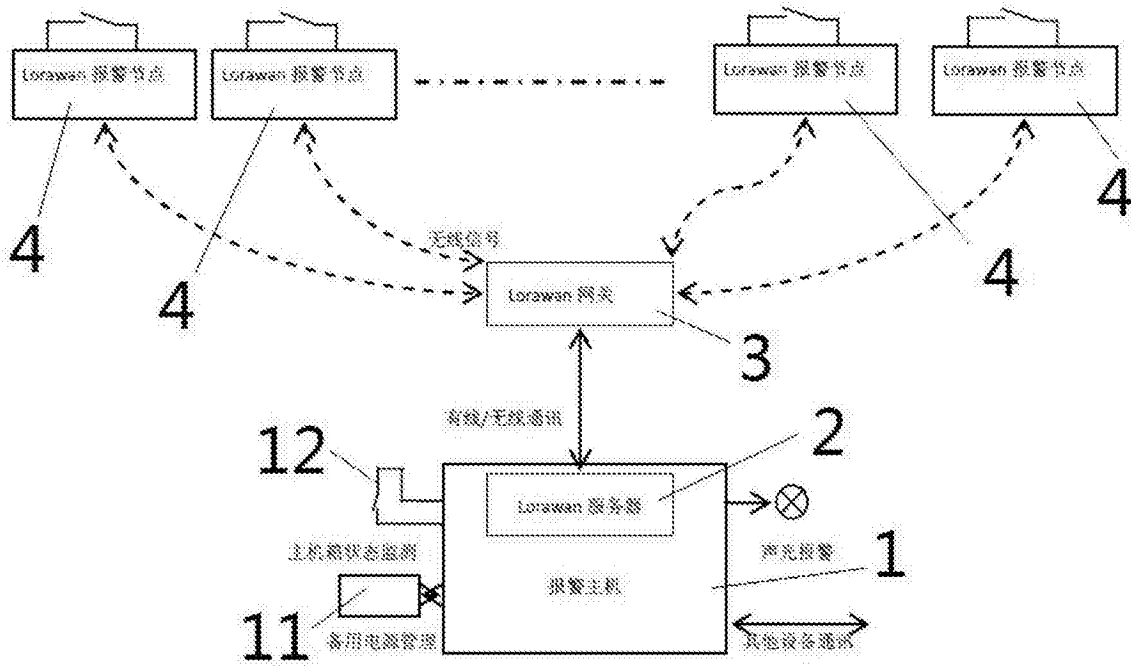 Lorawan 报警节点
Lorawan 报警节点
Lorawan 报警节点
Lorawan 报警节点
4
4
4
4
无线信号
Lorawan 网关
3
有线/无线通讯
12
2
Lorawan 服务器
主机箱状态监测
声光报警
1
报警主机
11
备用电源管理
其他设备通讯